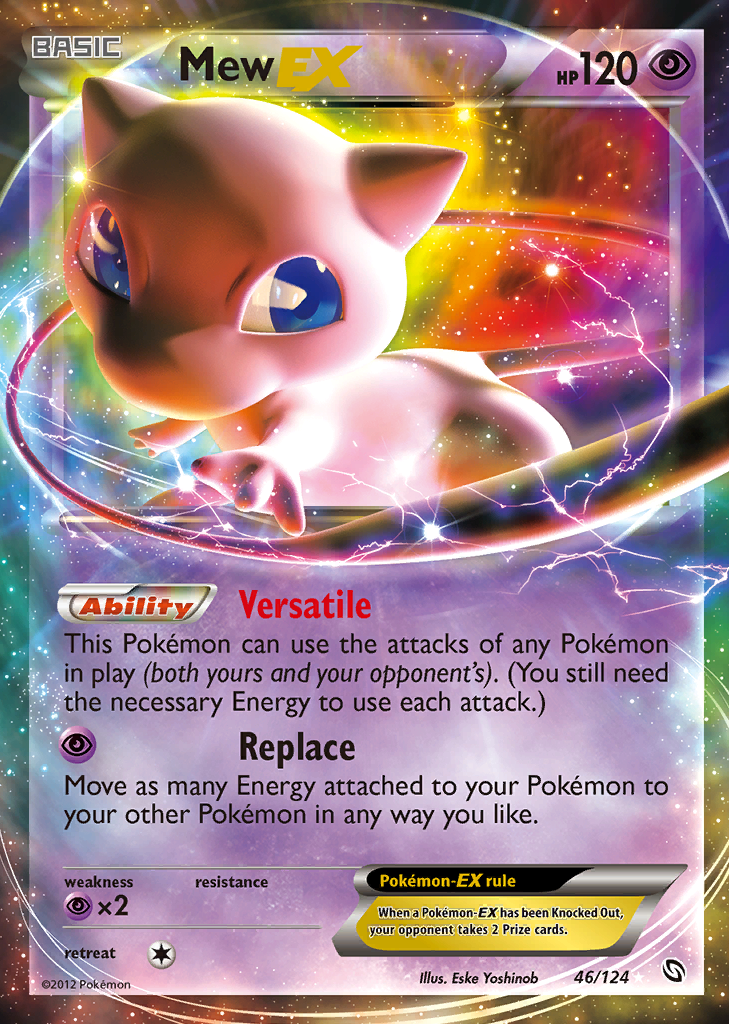 BASIC
Mew EX
HP 120
Ability Versatile
This Pokémon can use the attacks of any Pokémon
in play (both yours and your opponent's). (You still need
the necessary Energy to use each attack.)
Replace
Move as many Energy attached to your Pokémon to
your other Pokémon in any way you like.
weakness resistance
×2
Pokémon-EX rule
When a Pokémon-EX has been Knocked Out,
your opponent takes 2 Prize cards.
retreat
©2012 Pokémon
Illus. Eske Yoshinob
46/124